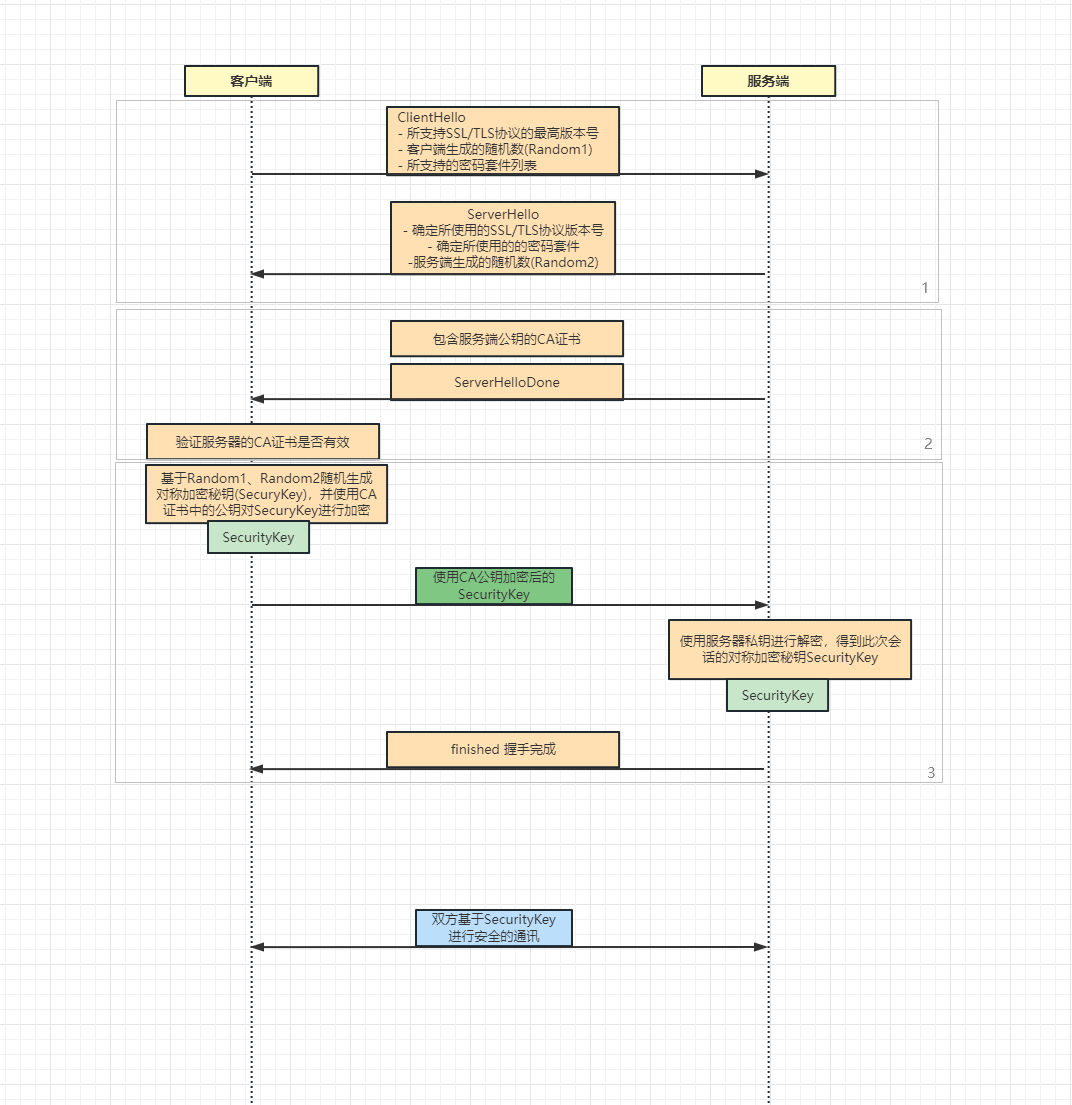 客户端
服务端
ClientHello
- 所支持SSL/TLS协议的最高版本号
- 客户端生成的随机数(Random1)
- 所支持的密码套件列表
ServerHello
- 确定所使用的SSL/TLS协议版本号
- 确定所使用的的密码套件
-服务端生成的随机数(Random2)
1
包含服务端公钥的CA证书
ServerHelloDone
验证服务器的CA证书是否有效
2
基于Random1、Random2随机生成
对称加密秘钥(SecuryKey)，并使用CA
证书中的公钥对SecuryKey进行加密
SecurityKey
使用CA公钥加密后的
SecurityKey
使用服务器私钥进行解密，得到此次会
话的对称加密秘钥SecurityKey
SecurityKey
finished 握手完成
3
双方基于SecurityKey
进行安全的通讯